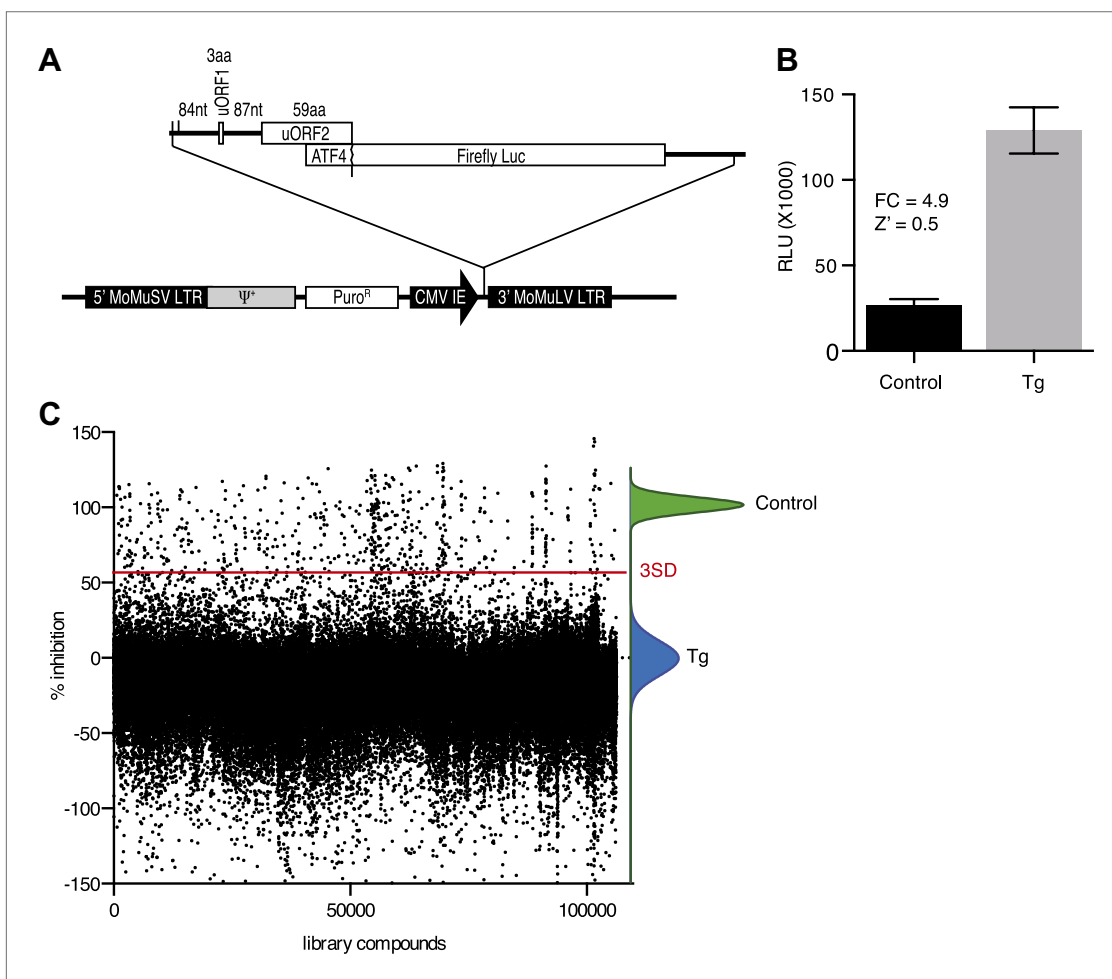 A
3aa
uORF1
84nt
87nt
59aa
uORF2
ATF4
Firefly Luc
5' MoMuSV LTR
Ψ⁺
Puroᴿ
CMV IE
3' MoMuLV LTR
B
RLU (X1000)
150
100
50
0
FC = 4.9
Z' = 0.5
Control
Tg
C
% inhibition
150
100
50
0
-50
-100
-150
0
50000
100000
library compounds
Control
3SD
Tg